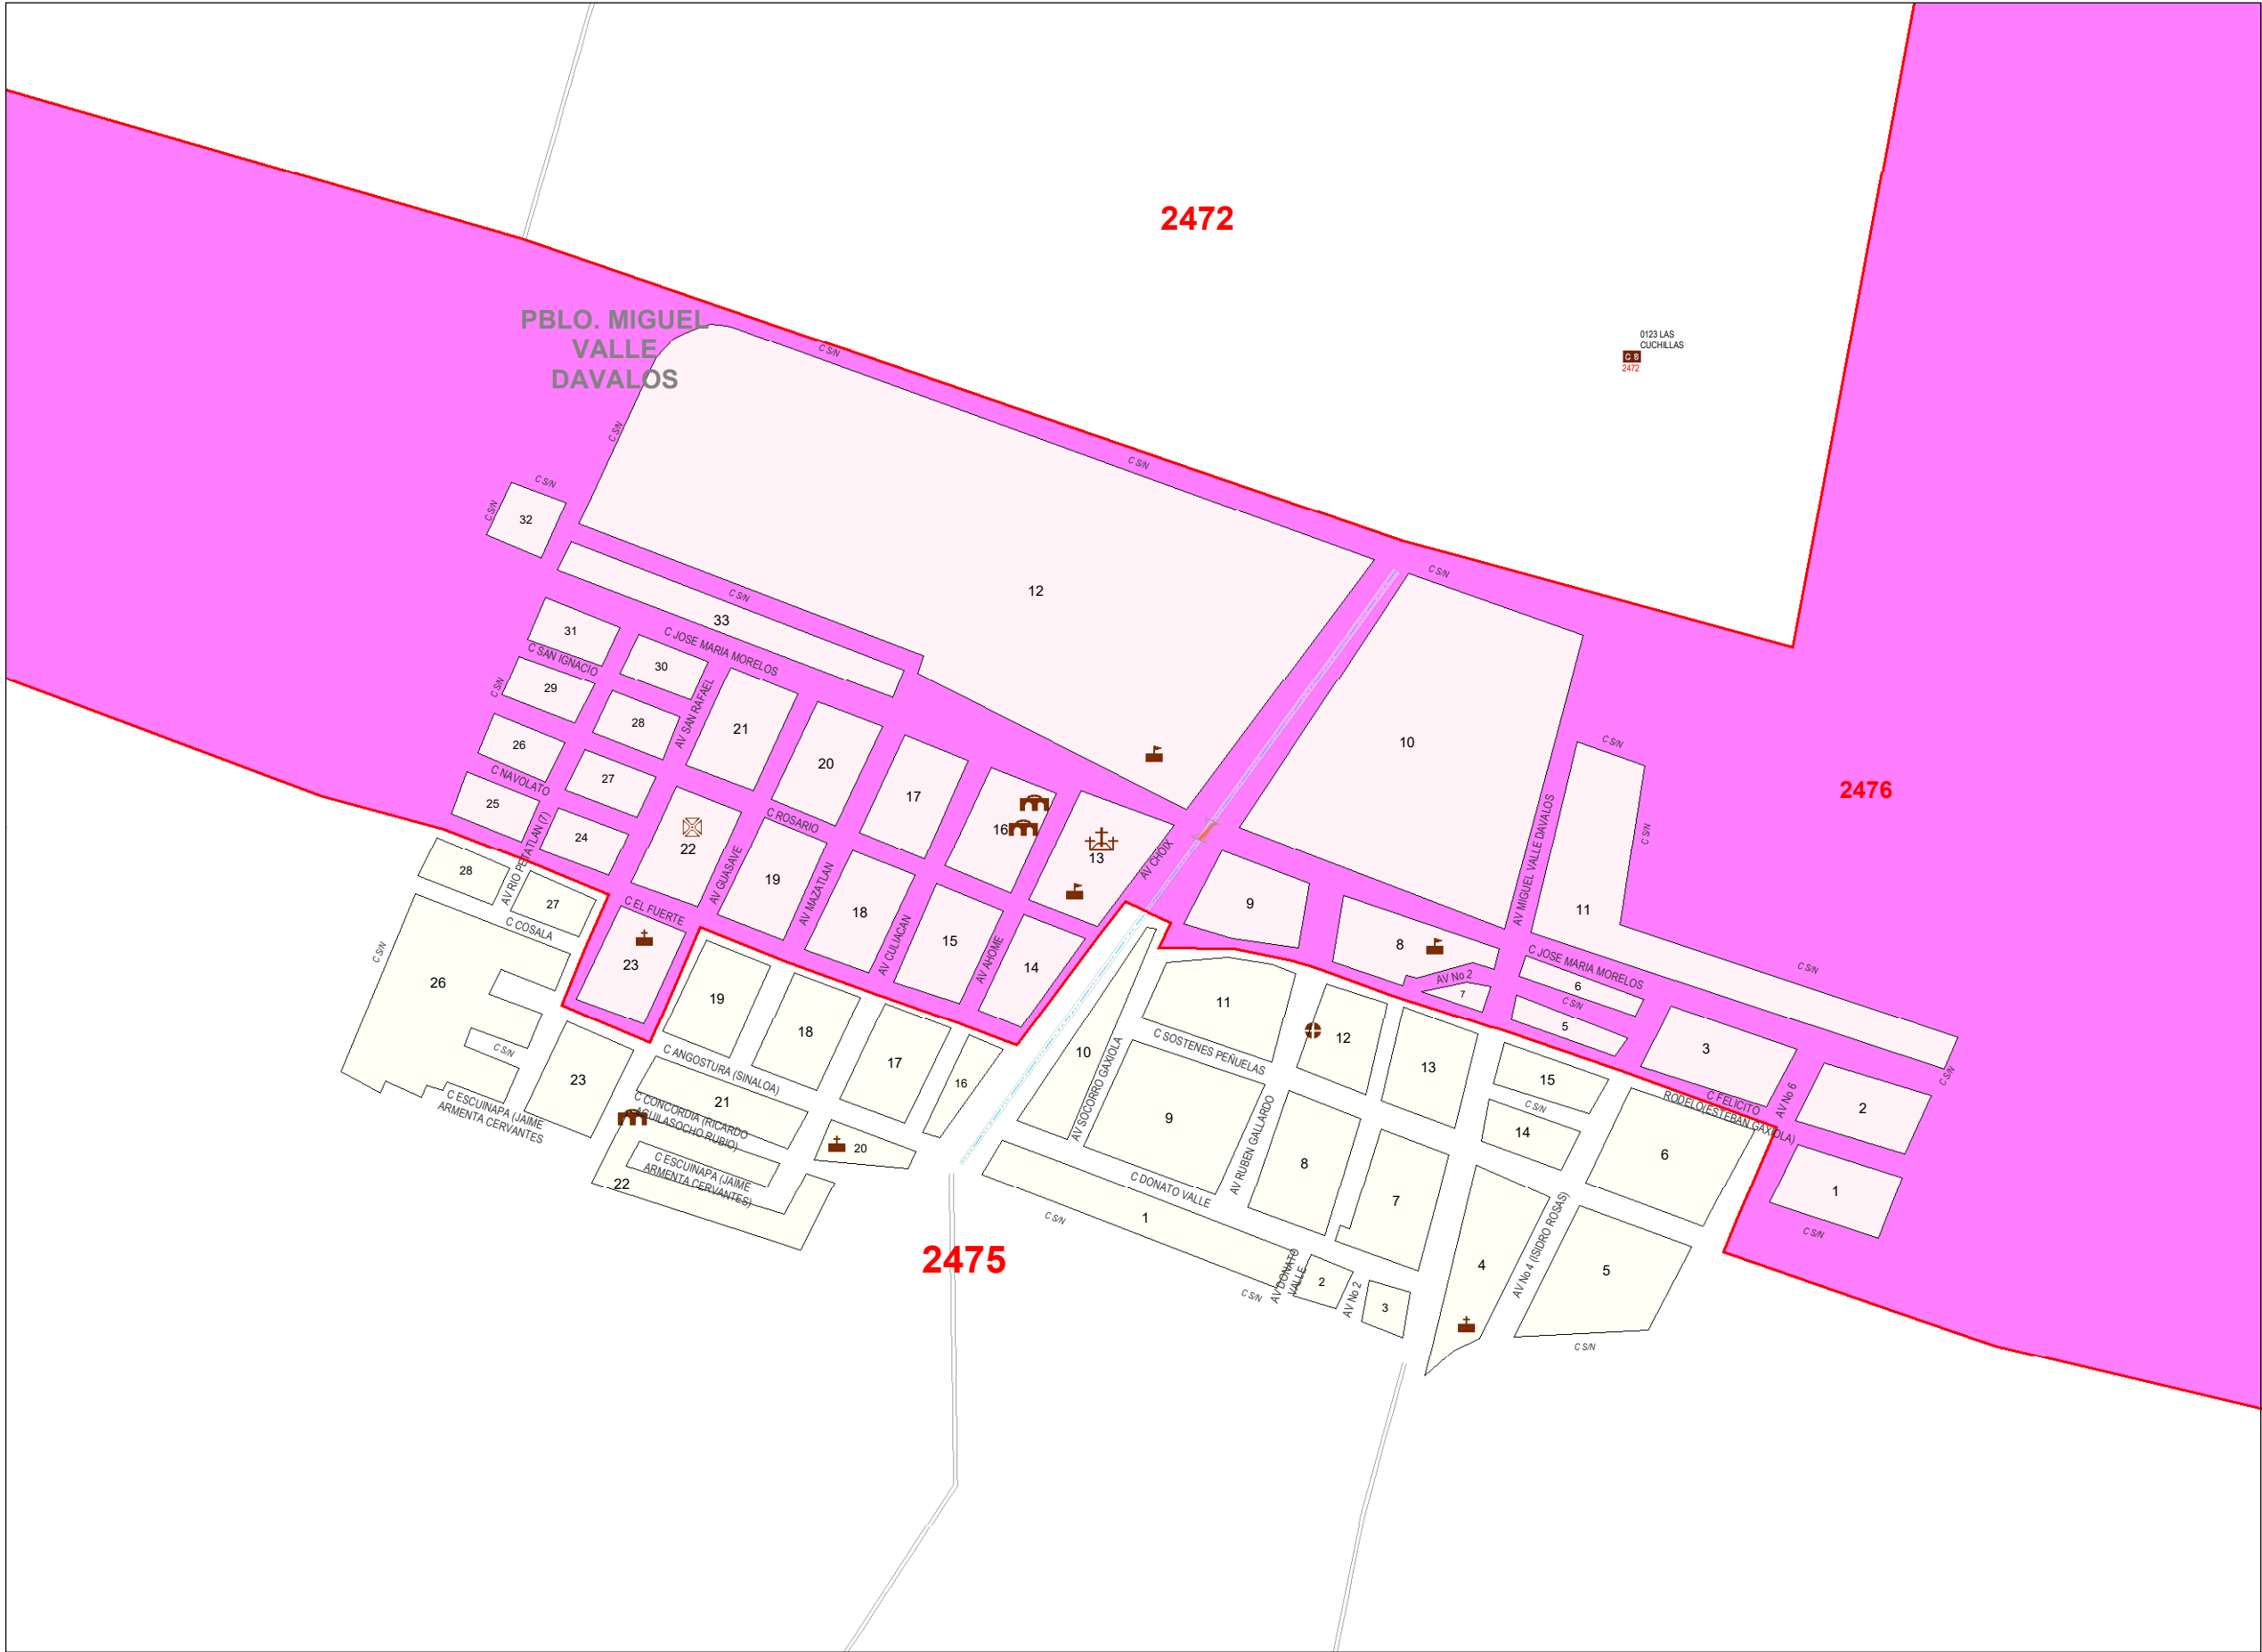 2472
0123 LAS
CUCHILLAS
C S
2472
PBLO. MIGUEL
VALLE
DAVALOS
C S/N
C S/N
C S/N
C S/N
C S/N
32
12
C S/N
C S/N
33
31
C JOSE MARIA MORELOS
C SAN IGNACIO
30
C S/N
29
AV SAN RAFAEL
28
21
26
20
10
C S/N
27
C NAVOLATO
25
17
2476
C ROSARIO
16
AV RIO PETATLAN (7)
24
22
C S/N
13
AV CHOIX
AV GUASAVE
19
AV MAZATLAN
28
27
C EL FUERTE
18
9
AV MIGUEL VALLE DAVALOS
11
C COSALA
C S/N
23
AV CULIACAN
15
AV AHOME
14
8
C JOSE MARIA MORELOS
C S/N
AV No 2
26
19
18
11
7
6
C S/N
5
C SOSTENES PEÑUELAS
12
C S/N
C ANGOSTURA (SINALOA)
17
10
AV SOCORRO GAXIOLA
13
3
C S/N
23
16
15
21
C CONCORDIA (RICARDO
AGUILASOCHO RUBIO)
C ESCUINAPA (JAIME
ARMENTA CERVANTES
C FELICITO
RODELO(ESTEBAN GAXIOLA)
AV No 6
2
C S/N
9
14
AV RUBEN GALLARDO
20
C ESCUINAPA (JAIME
ARMENTA CERVANTES)
22
8
6
C DONATO VALLE
7
1
C S/N
C S/N
1
2475
AV No 4 (ISIDRO ROSAS)
4
5
AV DONATO
VALLE
2
AV No 2
C S/N
3
C S/N